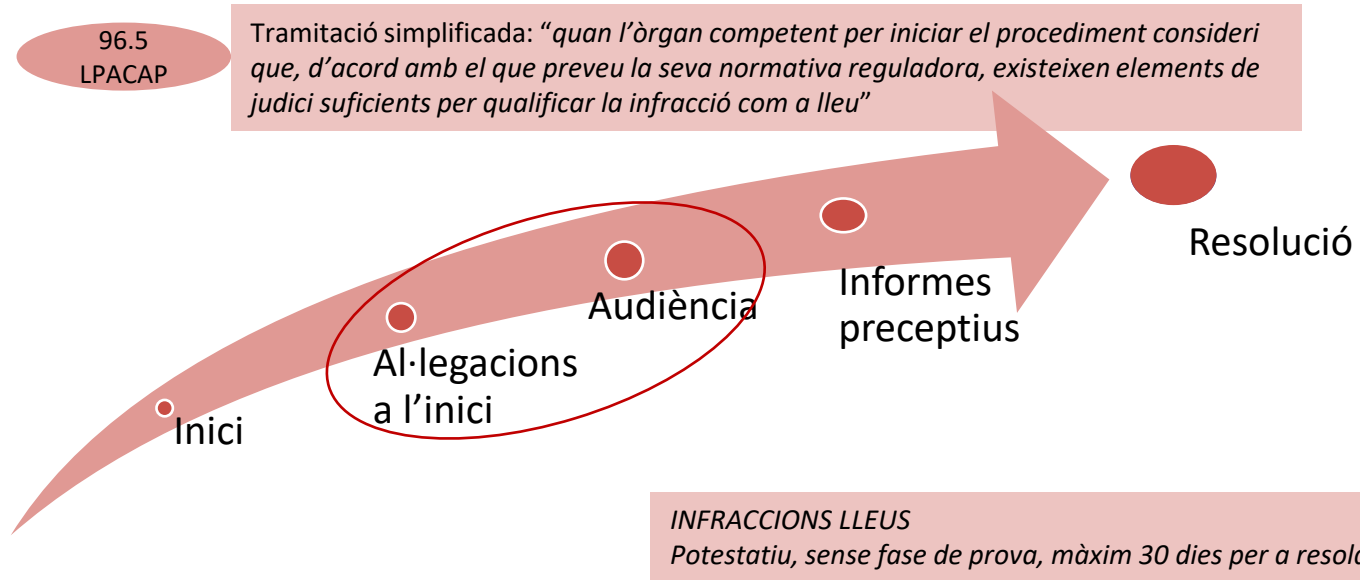 96.5
LPACAP
Tramitació simplificada: “quan l’òrgan competent per iniciar el procediment consideri
que, d’acord amb el que preveu la seva normativa reguladora, existeixen elements de
judici suficients per qualificar la infracció com a lleu”
Resolució
Informes
preceptius
Audiència
Al·legacions
a l’inici
Inici
INFRACCIONS LLEUS
Potestatiu, sense fase de prova, màxim 30 dies per a